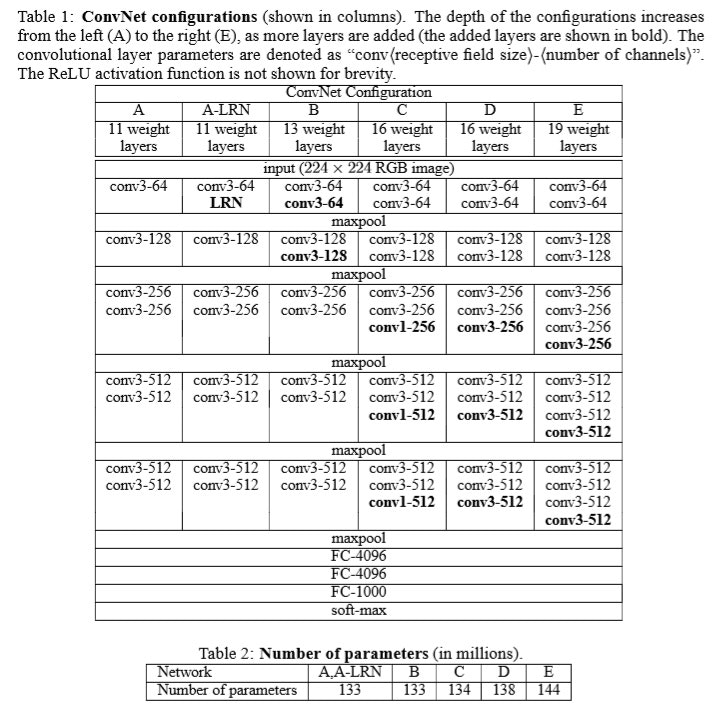 Table 1: ConvNet configurations (shown in columns). The depth of the configurations increases
from the left (A) to the right (E), as more layers are added (the added layers are shown in bold). The
convolutional layer parameters are denoted as “conv⟨receptive field size⟩-⟨number of channels⟩”.
The ReLU activation function is not shown for brevity.
ConvNet Configuration
A A-LRN B C D E
11 weight 11 weight 13 weight 16 weight 16 weight 19 weight
layers layers layers layers layers layers
input (224 × 224 RGB image)
conv3-64 conv3-64 conv3-64 conv3-64 conv3-64 conv3-64
LRN conv3-64 conv3-64 conv3-64 conv3-64
maxpool
conv3-128 conv3-128 conv3-128 conv3-128 conv3-128 conv3-128
conv3-128 conv3-128 conv3-128 conv3-128
maxpool
conv3-256 conv3-256 conv3-256 conv3-256 conv3-256 conv3-256
conv3-256 conv3-256 conv3-256 conv3-256 conv3-256 conv3-256
conv1-256 conv3-256 conv3-256
conv3-256
maxpool
conv3-512 conv3-512 conv3-512 conv3-512 conv3-512 conv3-512
conv3-512 conv3-512 conv3-512 conv3-512 conv3-512 conv3-512
conv1-512 conv3-512 conv3-512
conv3-512
maxpool
conv3-512 conv3-512 conv3-512 conv3-512 conv3-512 conv3-512
conv3-512 conv3-512 conv3-512 conv3-512 conv3-512 conv3-512
conv1-512 conv3-512 conv3-512
conv3-512
maxpool
FC-4096
FC-4096
FC-1000
soft-max
Table 2: Number of parameters (in millions).
Network A,A-LRN B C D E
Number of parameters 133 133 134 138 144